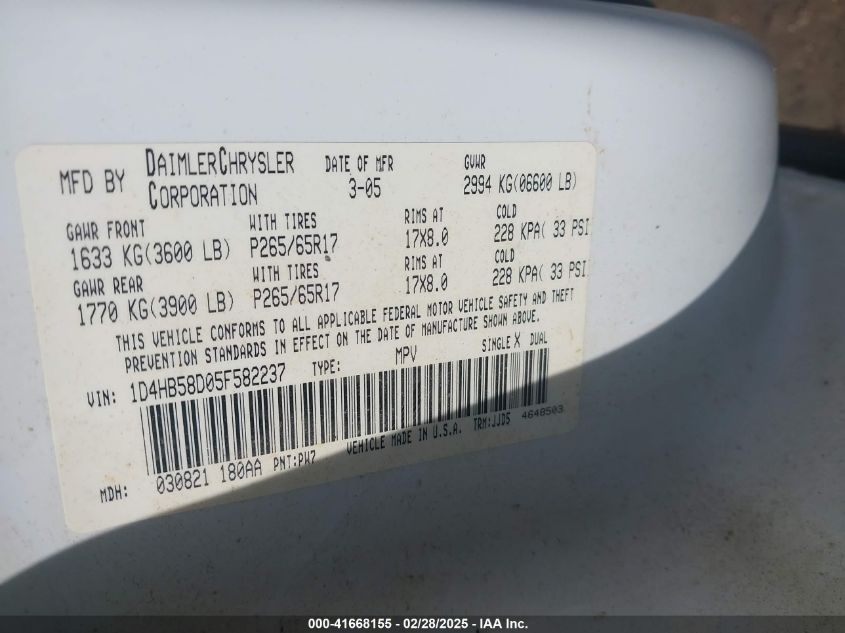 MFD BY DAIMLERCHRYSLER CORPORATION DATE OF MFR 3-05 GVWR 2994 KG(06600 LB)
GAWR FRONT WITH TIRES RIMS AT COLD
1633 KG(3600 LB) P265/65R17 17X8.0 228 KPA( 33 PSI
GAWR REAR WITH TIRES RIMS AT COLD
1770 KG(3900 LB) P265/65R17 17X8.0 228 KPA( 33 PSI
THIS VEHICLE CONFORMS TO ALL APPLICABLE FEDERAL MOTOR VEHICLE SAFETY AND THEFT
PREVENTION STANDARDS IN EFFECT ON THE DATE OF MANUFACTURE SHOWN ABOVE.
VIN: 1D4HB58D05F582237 TYPE: MPV SINGLE X DUAL
MDH: 030821 180AA PNT:PW7 VEHICLE MADE IN U.S.A. TRM:JJD5 4648503
000-41668155 - 02/28/2025 - IAA Inc.